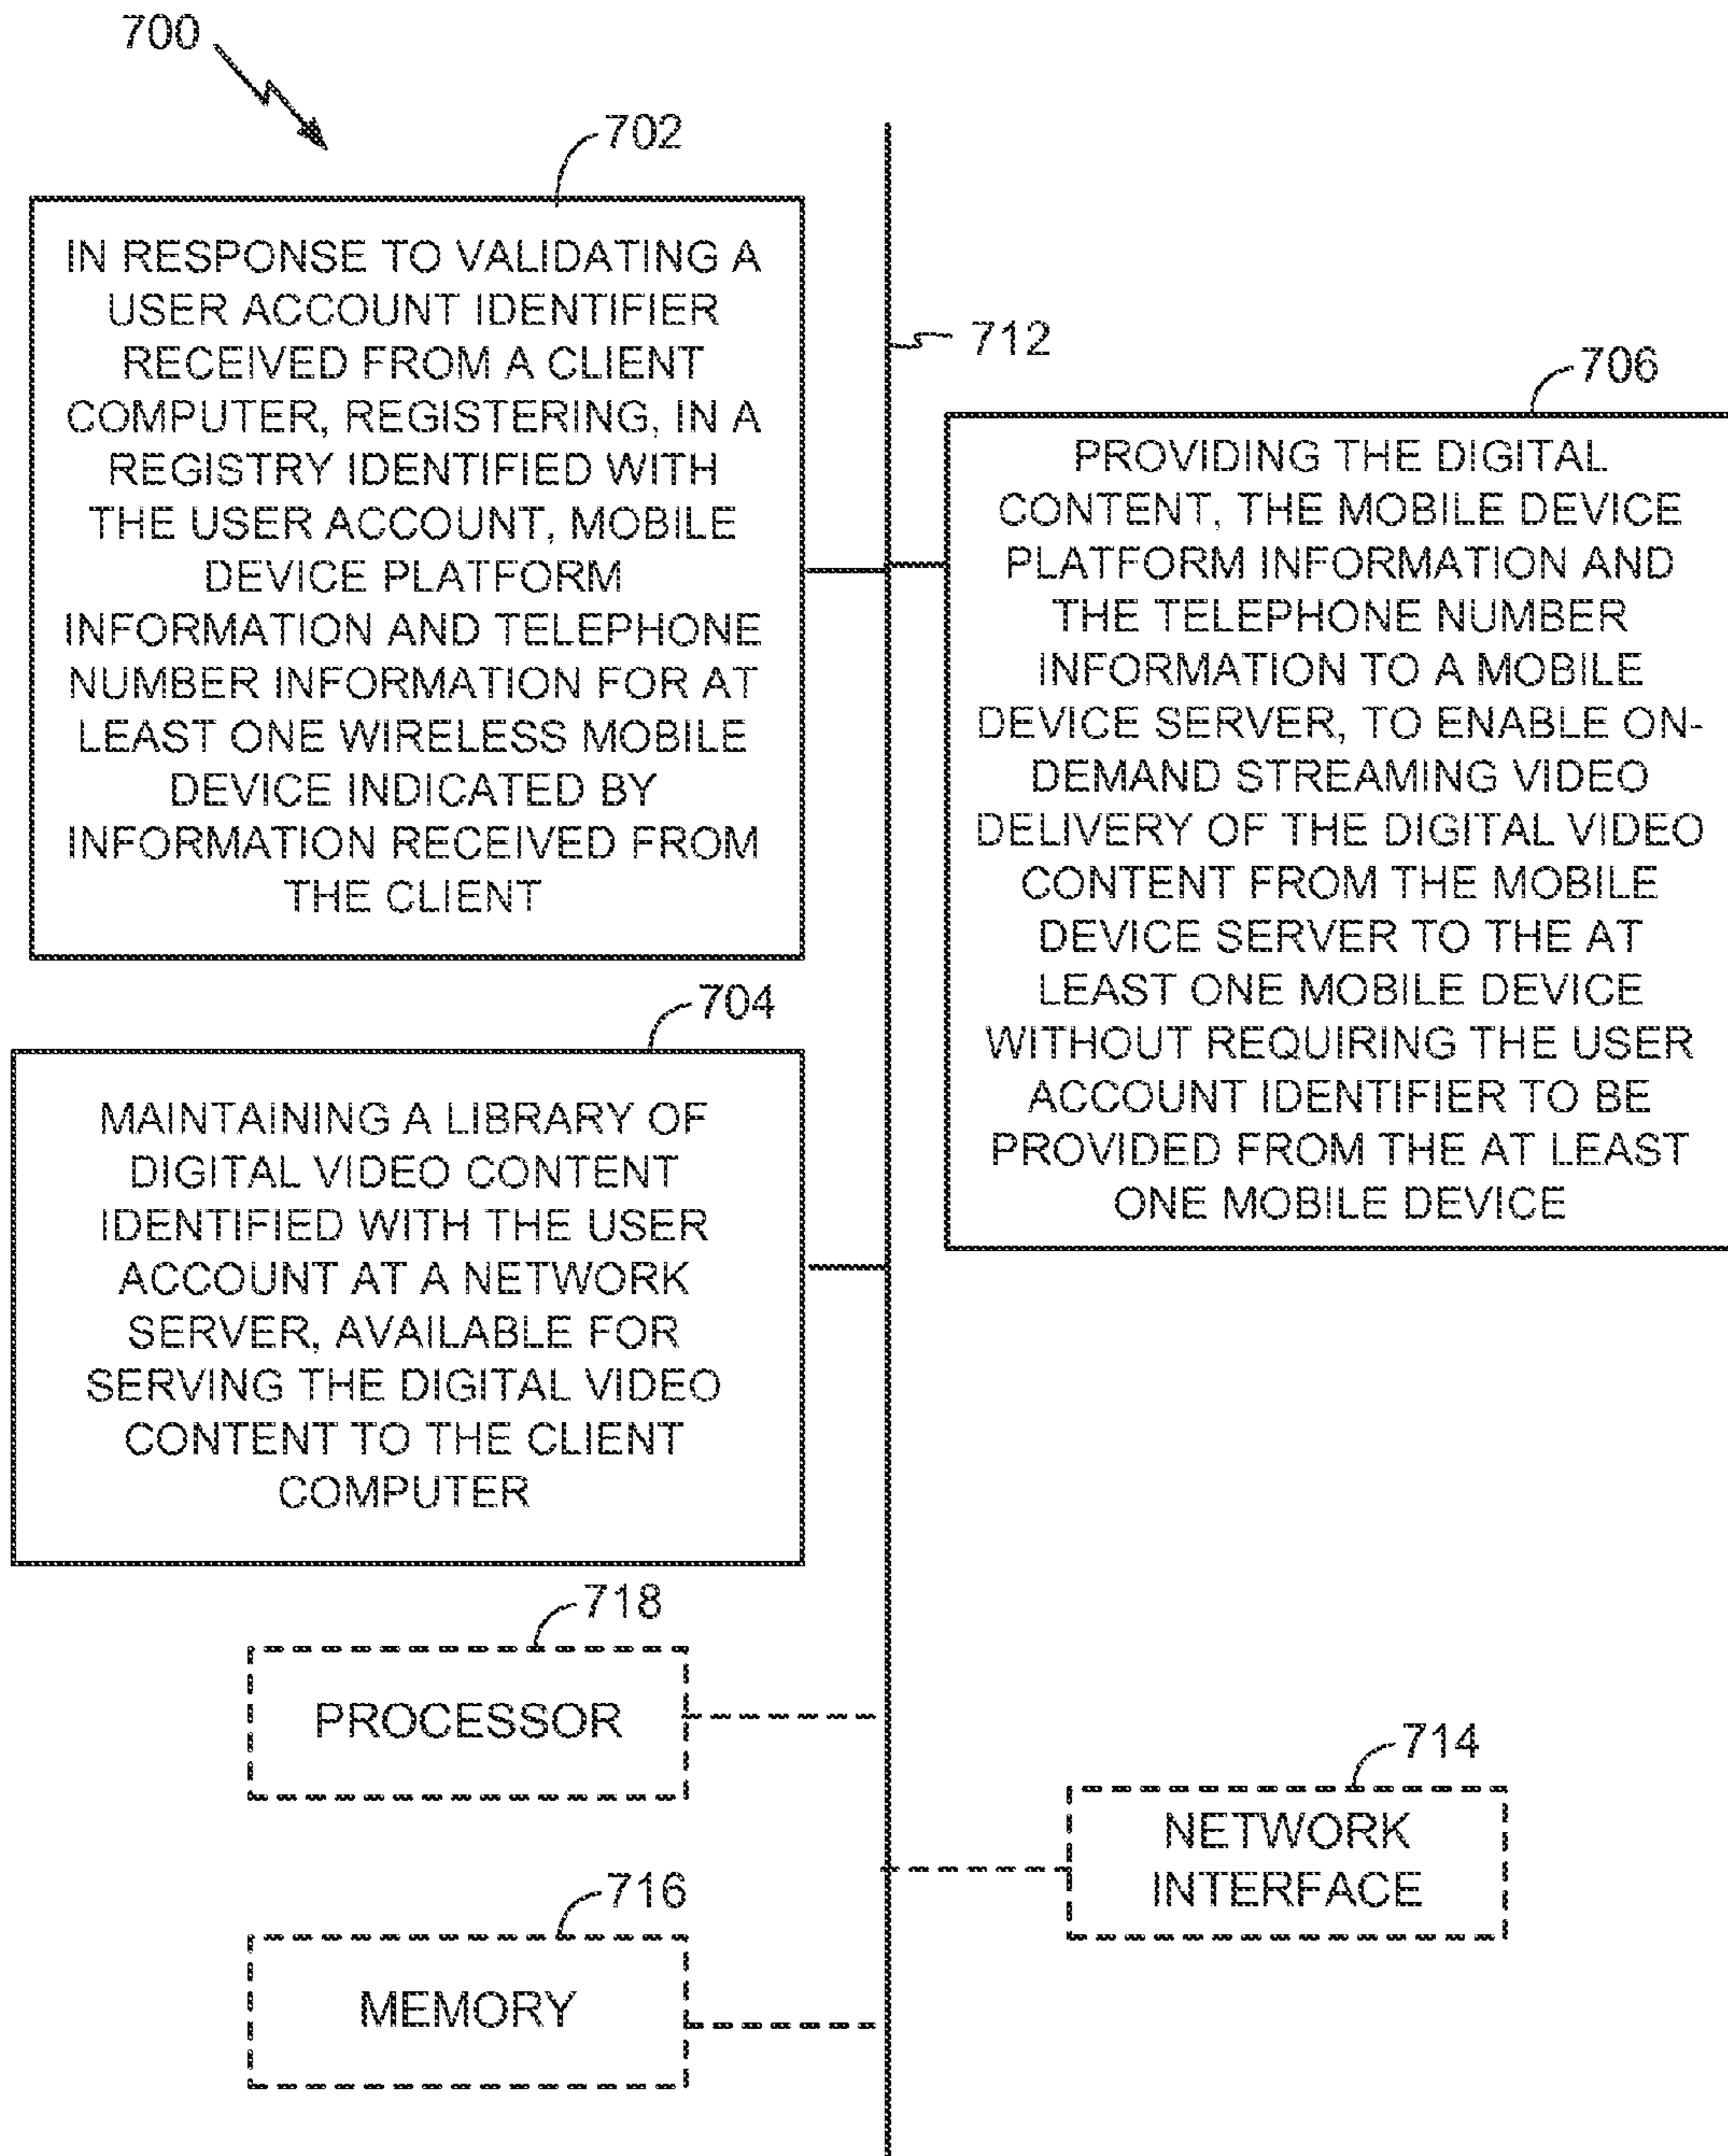 700
702
IN RESPONSE TO VALIDATING A
USER ACCOUNT IDENTIFIER
RECEIVED FROM A CLIENT
COMPUTER, REGISTERING, IN A
REGISTRY IDENTIFIED WITH
THE USER ACCOUNT, MOBILE
DEVICE PLATFORM
INFORMATION AND TELEPHONE
NUMBER INFORMATION FOR AT
LEAST ONE WIRELESS MOBILE
DEVICE INDICATED BY
INFORMATION RECEIVED FROM
THE CLIENT
712
706
PROVIDING THE DIGITAL
CONTENT, THE MOBILE DEVICE
PLATFORM INFORMATION AND
THE TELEPHONE NUMBER
INFORMATION TO A MOBILE
DEVICE SERVER, TO ENABLE ON-
DEMAND STREAMING VIDEO
DELIVERY OF THE DIGITAL VIDEO
CONTENT FROM THE MOBILE
DEVICE SERVER TO THE AT
LEAST ONE MOBILE DEVICE
WITHOUT REQUIRING THE USER
ACCOUNT IDENTIFIER TO BE
PROVIDED FROM THE AT LEAST
ONE MOBILE DEVICE
704
MAINTAINING A LIBRARY OF
DIGITAL VIDEO CONTENT
IDENTIFIED WITH THE USER
ACCOUNT AT A NETWORK
SERVER, AVAILABLE FOR
SERVING THE DIGITAL VIDEO
CONTENT TO THE CLIENT
COMPUTER
718
PROCESSOR
714
NETWORK
INTERFACE
716
MEMORY